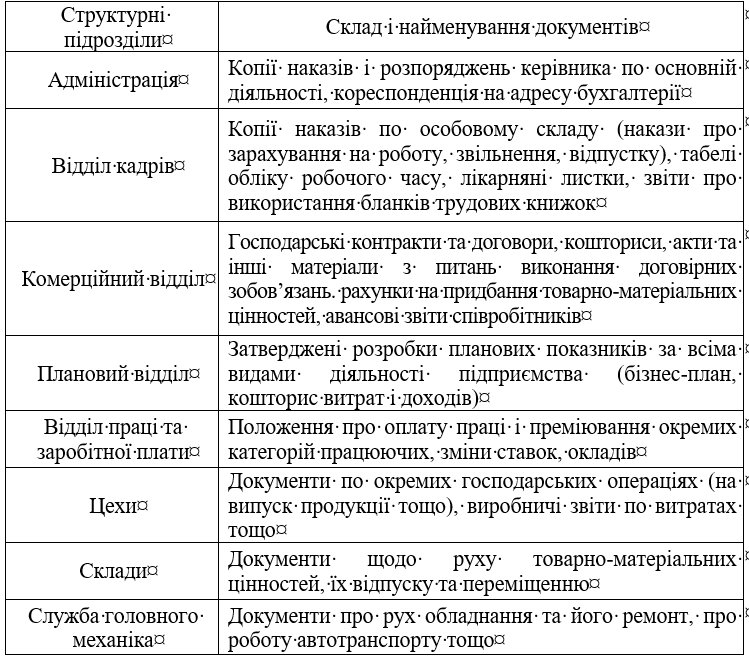 Структурні
підрозділи
Склад і найменування документів
Адміністрація
Копії наказів і розпоряджень керівника по основній
діяльності, кореспонденція на адресу бухгалтерії
Відділ кадрів
Копії наказів по особовому складу (накази про
зарахування на роботу, звільнення, відпустку), табелі
обліку робочого часу, лікарняні листки, звіти про
використання бланків трудових книжок
Комерційний відділ
Господарські контракти та договори, кошториси, акти та
інші матеріали з питань виконання договірних
зобов’язань. рахунки на придбання товарно-матеріальних
цінностей, авансові звіти співробітників
Плановий відділ
Затверджені розробки планових показників за всіма
видами діяльності підприємства (бізнес-план,
кошторис витрат і доходів)
Відділ праці та
заробітної плати
Положення про оплату праці і преміювання окремих
категорій працюючих, зміни ставок, окладів
Цехи
Документи по окремих господарських операціях (на
випуск продукції тощо), виробничі звіти по витратах
тощо
Склади
Документи щодо руху товарно-матеріальних
цінностей, їх відпуску та переміщенню
Служба головного
механіка
Документи про рух обладнання та його ремонт, про
роботу автотранспорту тощо